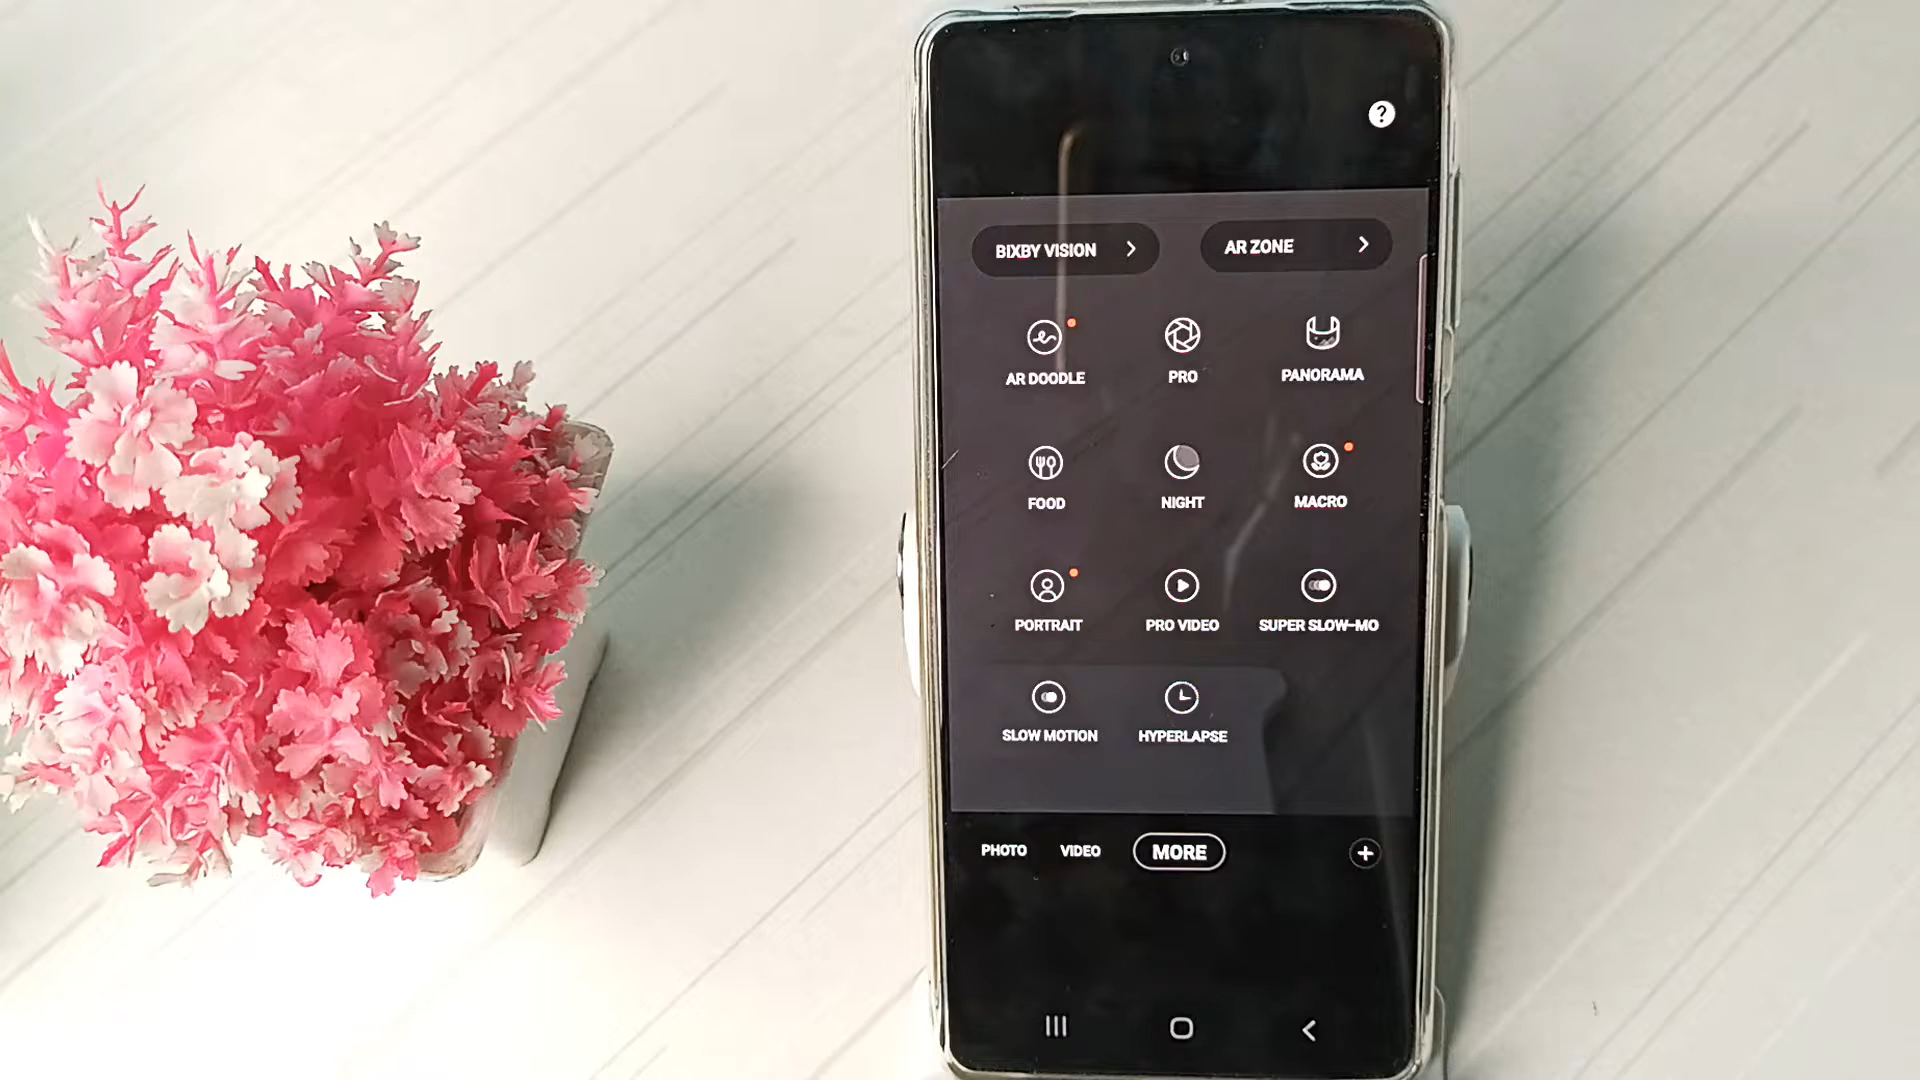 ?
BIXBY VISION >
AR ZONE >
AR DOODLE
PRO
PANORAMA
FOOD
NIGHT
MACRO
PORTRAIT
PRO VIDEO
SUPER SLOW-MO
SLOW MOTION
HYPERLAPSE
PHOTO
VIDEO
MORE
+